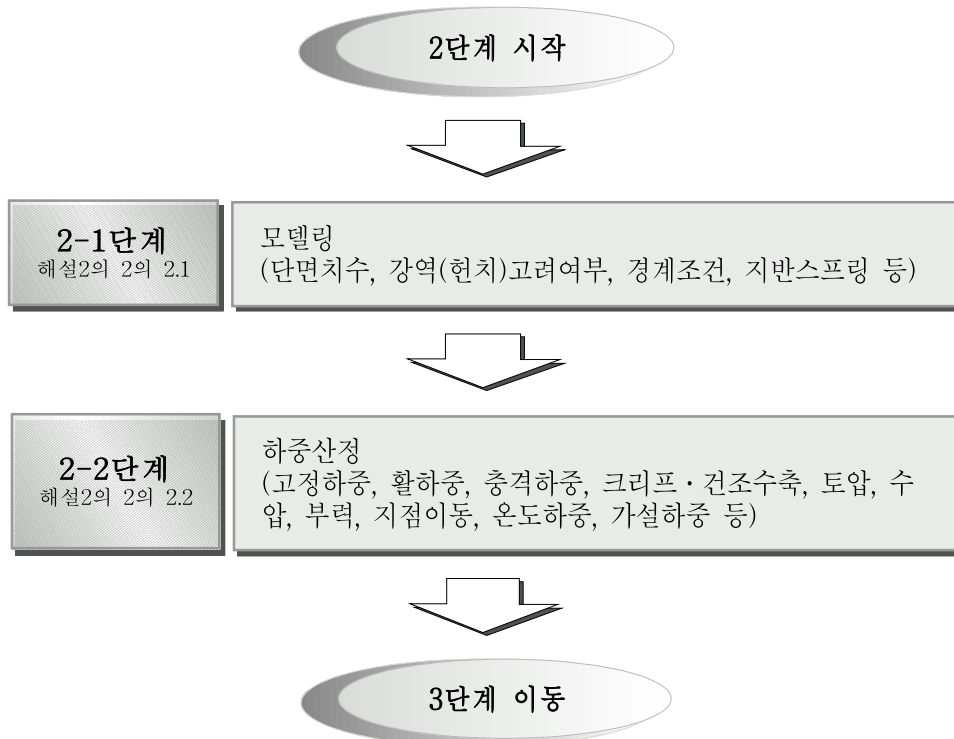 2단계 시작
2-1단계
해설2의 2의 2.1
모델링
(단면치수, 강역(헌치)고려여부, 경계조건, 지반스프링 등)
2-2단계
해설2의 2의 2.2
하중산정
(고정하중, 활하중, 충격하중, 크리프·건조수축, 토압, 수
압, 부력, 지점이동, 온도하중, 가설하중 등)
3단계 이동